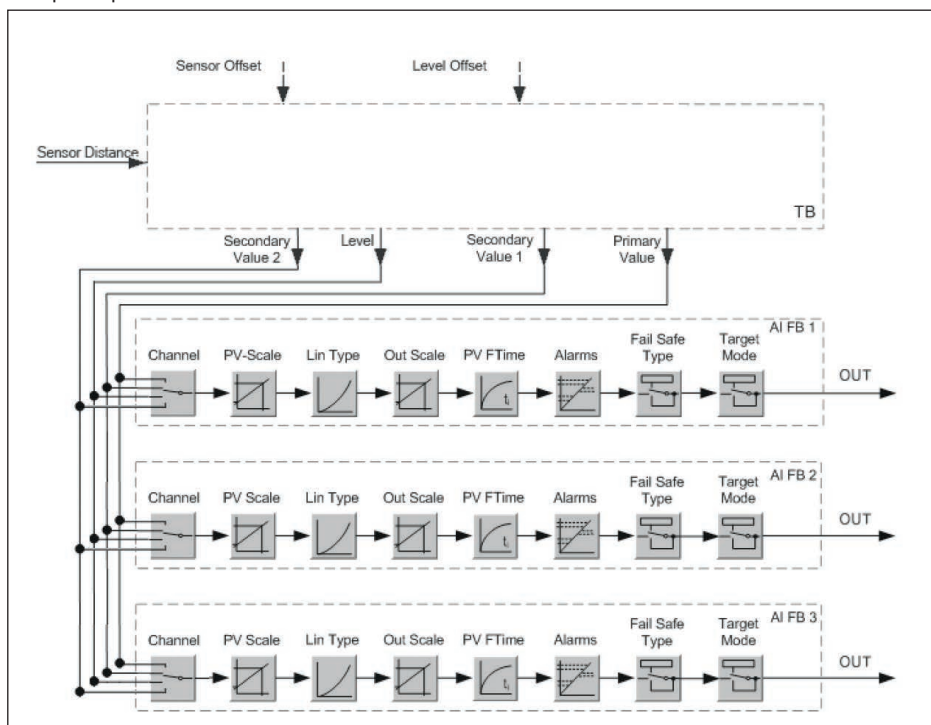 Sensor Offset
Level Offset
Sensor Distance
TB
Secondary
Value 2
Level
Secondary
Value 1
Primary
Value
AI FB 1
Channel
PV-Scale
Lin Type
Out Scale
PV FTime
Alarms
Fail Safe
Type
Target
Mode
OUT
AI FB 2
Channel
PV Scale
Lin Type
Out Scale
PV FTime
Alarms
Fail Safe
Type
Target
Mode
OUT
AI FB 3
Channel
PV Scale
Lin Type
Out Scale
PV FTime
Alarms
Fail Safe
Type
Target
Mode
OUT